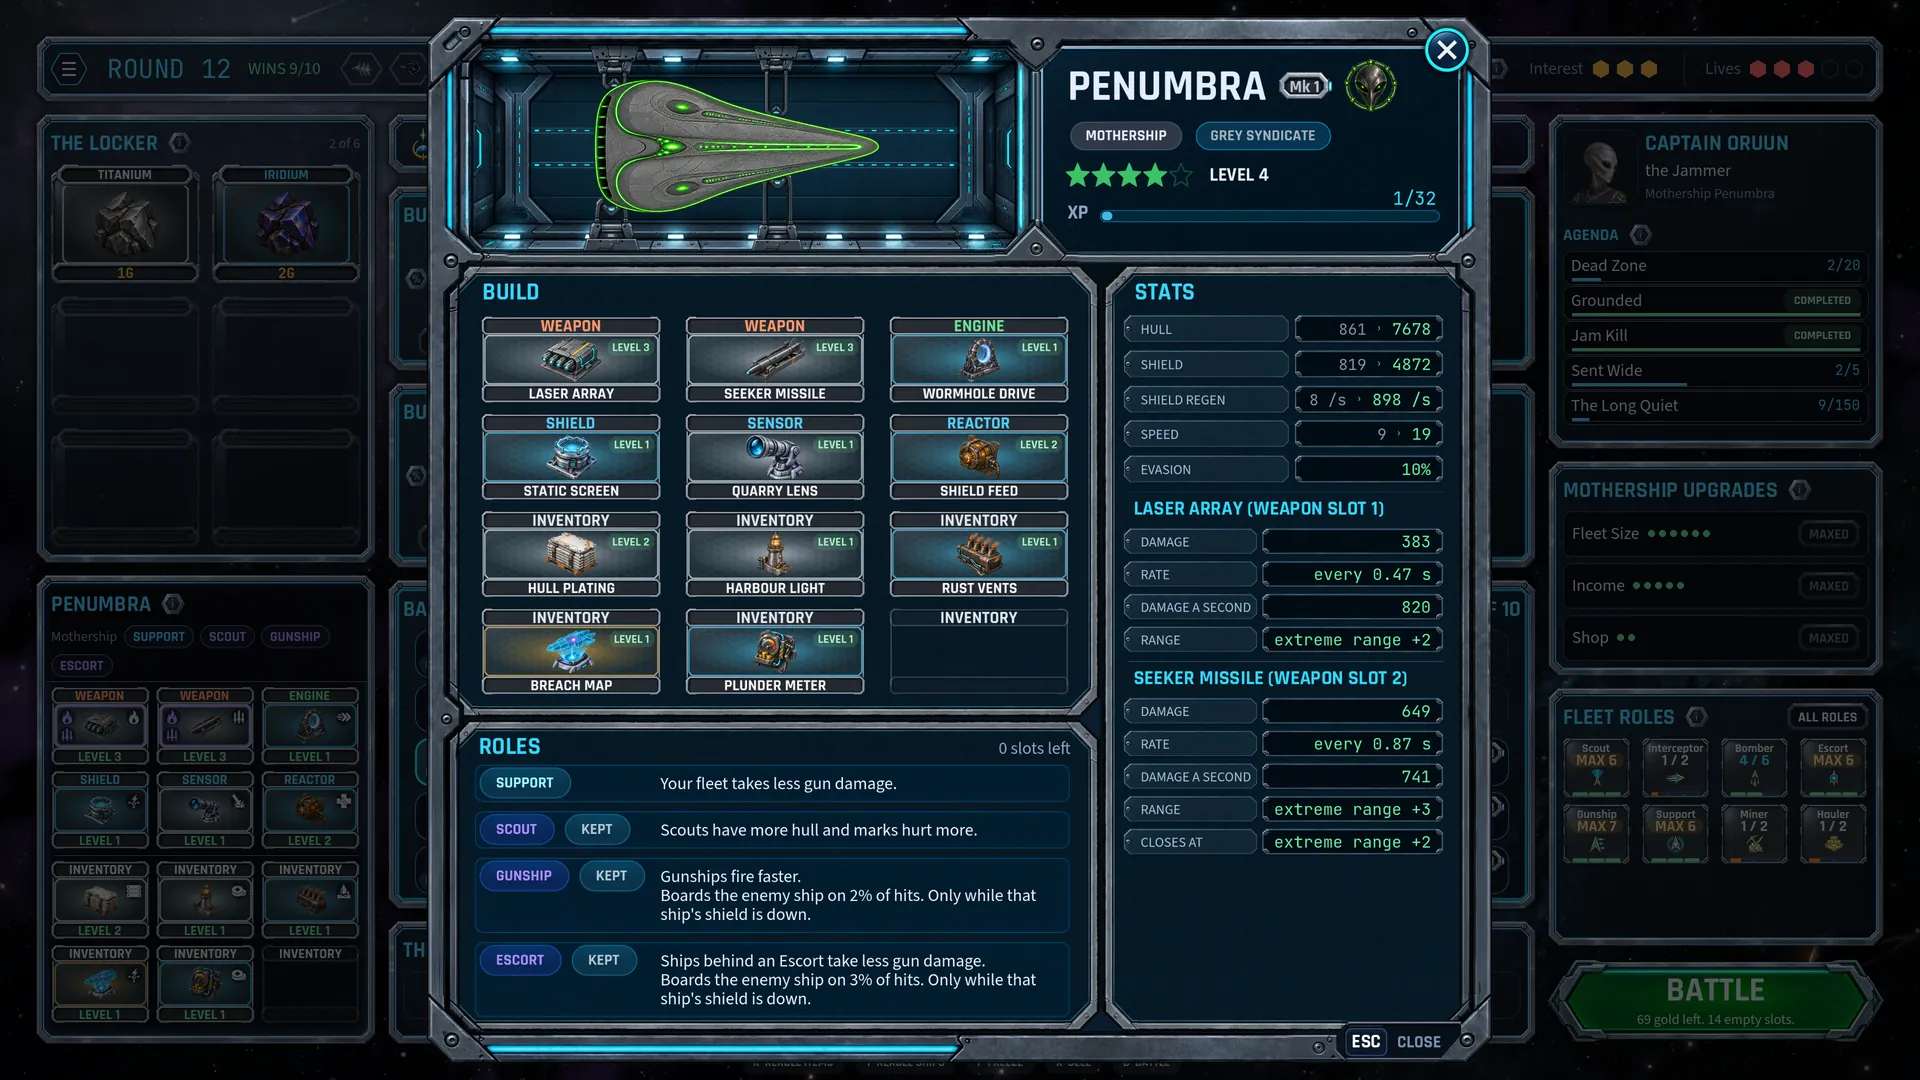 ROUND 12 WINS 9/10
Interest
Lives
THE LOCKER
2 of 6
TITANIUM
1G
IRIDIUM
2G
PENUMBRA
Mothership SUPPORT SCOUT GUNSHIP
ESCORT
WEAPON WEAPON ENGINE
LEVEL 3 LEVEL 3 LEVEL 1
SHIELD SENSOR REACTOR
LEVEL 1 LEVEL 1 LEVEL 2
INVENTORY INVENTORY INVENTORY
LEVEL 2 LEVEL 1 LEVEL 1
INVENTORY INVENTORY INVENTORY
LEVEL 1 LEVEL 1
BU
BU
BA
TH
PENUMBRA Mk 1
MOTHERSHIP GREY SYNDICATE
LEVEL 4
XP 1/32
BUILD
WEAPON WEAPON ENGINE
LEVEL 3 LEVEL 3 LEVEL 1
LASER ARRAY SEEKER MISSILE WORMHOLE DRIVE
SHIELD SENSOR REACTOR
LEVEL 1 LEVEL 1 LEVEL 2
STATIC SCREEN QUARRY LENS SHIELD FEED
INVENTORY INVENTORY INVENTORY
LEVEL 2 LEVEL 1 LEVEL 1
HULL PLATING HARBOUR LIGHT RUST VENTS
INVENTORY INVENTORY INVENTORY
LEVEL 1 LEVEL 1
BREACH MAP PLUNDER METER
ROLES 0 slots left
SUPPORT Your fleet takes less gun damage.
SCOUT KEPT Scouts have more hull and marks hurt more.
GUNSHIP KEPT Gunships fire faster.
Boards the enemy ship on 2% of hits. Only while that
ship's shield is down.
ESCORT KEPT Ships behind an Escort take less gun damage.
Boards the enemy ship on 3% of hits. Only while that
ship's shield is down.
STATS
HULL 861 › 7678
SHIELD 819 › 4872
SHIELD REGEN 8 /s › 898 /s
SPEED 9 › 19
EVASION 10%
LASER ARRAY (WEAPON SLOT 1)
DAMAGE 383
RATE every 0.47 s
DAMAGE A SECOND 820
RANGE extreme range +2
SEEKER MISSILE (WEAPON SLOT 2)
DAMAGE 649
RATE every 0.87 s
DAMAGE A SECOND 741
RANGE extreme range +3
CLOSES AT extreme range +2
ESC CLOSE
CAPTAIN ORUUN
the Jammer
Mothership Penumbra
AGENDA
Dead Zone 2/20
Grounded COMPLETED
Jam Kill COMPLETED
Sent Wide 2/5
The Long Quiet 9/150
MOTHERSHIP UPGRADES
Fleet Size MAXED
Income MAXED
Shop MAXED
F 10
FLEET ROLES ALL ROLES
Scout Interceptor Bomber Escort
MAX 6 1 / 2 4 / 6 MAX 6
Gunship Support Miner Hauler
MAX 7 MAX 6 1 / 2 1 / 2
BATTLE
69 gold left. 14 empty slots.